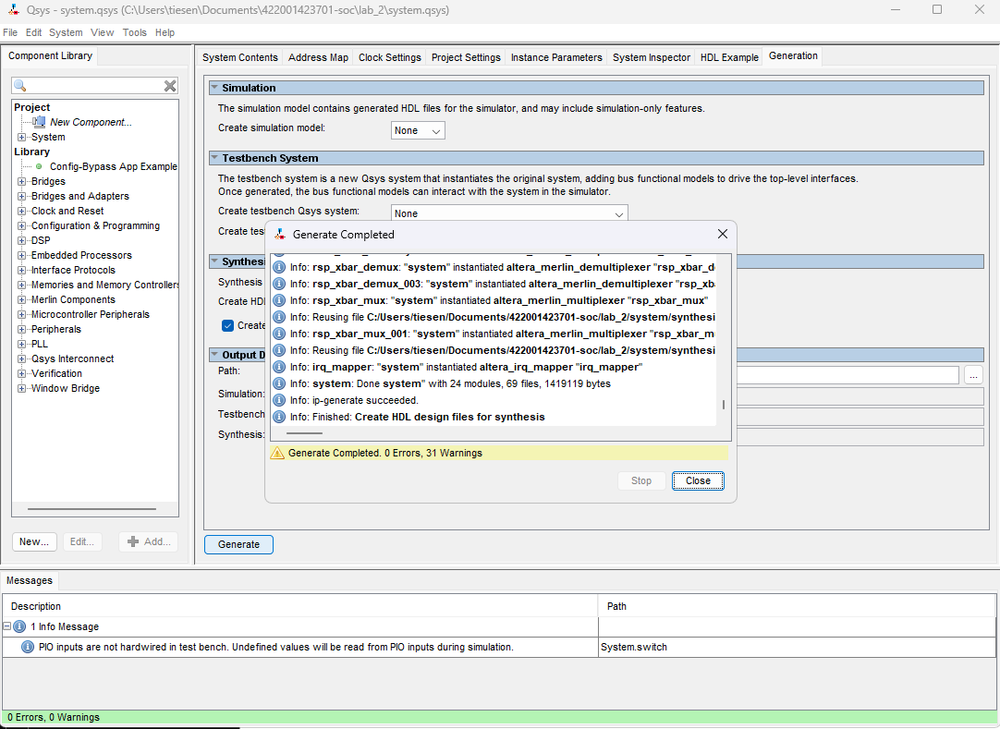 Qsys - system.qsys (C:\Users\tiesen\Documents\422001423701-soc\lab_2\system.qsys)
File Edit System View Tools Help
Component Library
Project
New Component...
System
Library
Config-Bypass App Example
Bridges
Bridges and Adapters
Clock and Reset
Configuration & Programming
DSP
Embedded Processors
Interface Protocols
Memories and Memory Controllers
Merlin Components
Microcontroller Peripherals
Peripherals
PLL
Qsys Interconnect
Verification
Window Bridge
New... Edit... Add...
System Contents Address Map Clock Settings Project Settings Instance Parameters System Inspector HDL Example Generation
Simulation
The simulation model contains generated HDL files for the simulator, and may include simulation-only features.
Create simulation model: None
Testbench System
The testbench system is a new Qsys system that instantiates the original system, adding bus functional models to drive the top-level interfaces.
Once generated, the bus functional models can interact with the system in the simulator.
Create testbench Qsys system: None
Create tes
Synthesi
Synthesis
Create HDL
Create
Output D
Path:
...
Simulation:
Testbench
Synthesis:
Generate
Generate Completed
Info: rsp_xbar_demux: "system" instantiated altera_merlin_demultiplexer "rsp_xbar_d
Info: rsp_xbar_demux_003: "system" instantiated altera_merlin_demultiplexer "rsp_xba
Info: rsp_xbar_mux: "system" instantiated altera_merlin_multiplexer "rsp_xbar_mux"
Info: Reusing file C:/Users/tiesen/Documents/422001423701-soc/lab_2/system/synthesi
Info: rsp_xbar_mux_001: "system" instantiated altera_merlin_multiplexer "rsp_xbar_m
Info: Reusing file C:/Users/tiesen/Documents/422001423701-soc/lab_2/system/synthesi
Info: irq_mapper: "system" instantiated altera_irq_mapper "irq_mapper"
Info: system: Done system" with 24 modules, 69 files, 1419119 bytes
Info: ip-generate succeeded.
Info: Finished: Create HDL design files for synthesis
Generate Completed. 0 Errors, 31 Warnings
Stop Close
Messages
Description Path
1 Info Message
PIO inputs are not hardwired in test bench. Undefined values will be read from PIO inputs during simulation. System.switch
0 Errors, 0 Warnings